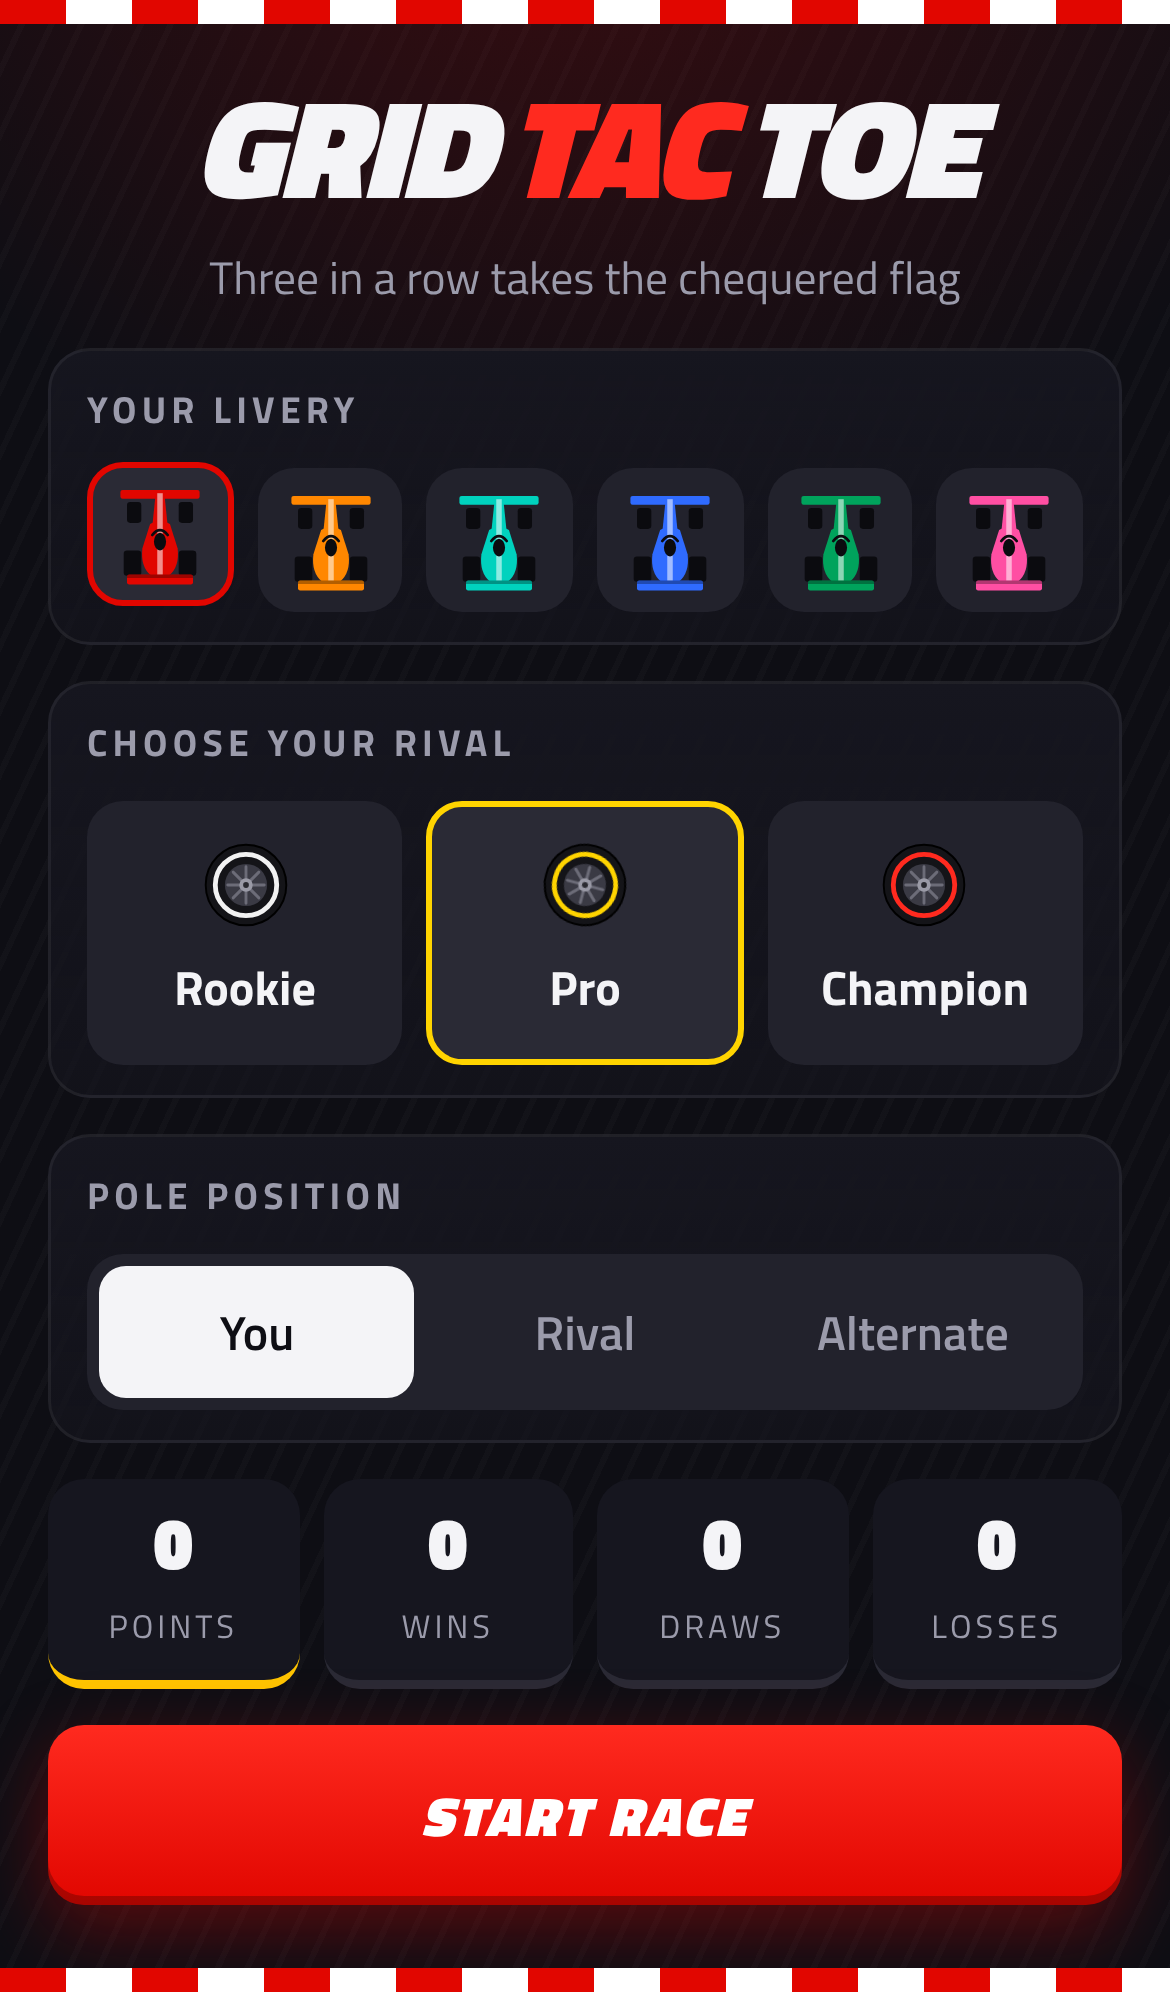 GRID TAC TOE
Three in a row takes the chequered flag
YOUR LIVERY
CHOOSE YOUR RIVAL
Rookie Pro Champion
POLE POSITION
You Rival Alternate
0 0 0 0
POINTS WINS DRAWS LOSSES
START RACE